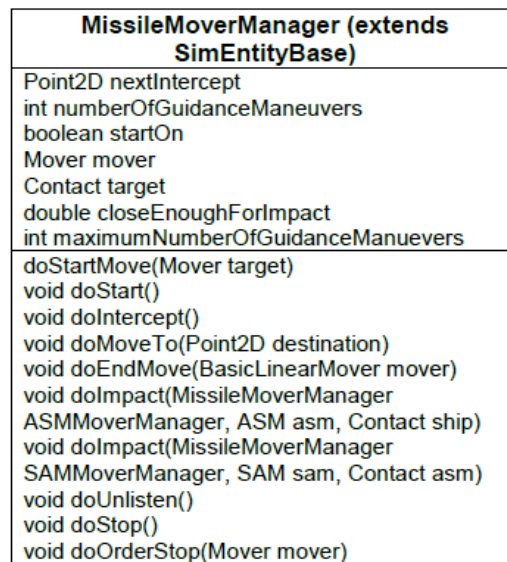 MissileMoverManager (extends
SimEntityBase)
Point2D nextIntercept
int numberOfGuidanceManeuvers
boolean startOn
Mover mover
Contact target
double closeEnoughForImpact
int maximumNumberOfGuidanceManuevers
doStartMove(Mover target)
void doStart()
void doIntercept()
void doMoveTo(Point2D destination)
void doEndMove(BasicLinearMover mover)
void doImpact(MissileMoverManager
ASMMoverManager, ASM asm, Contact ship)
void doImpact(MissileMoverManager
SAMMoverManager, SAM sam, Contact asm)
void doUnlisten()
void doStop()
void doOrderStop(Mover mover)